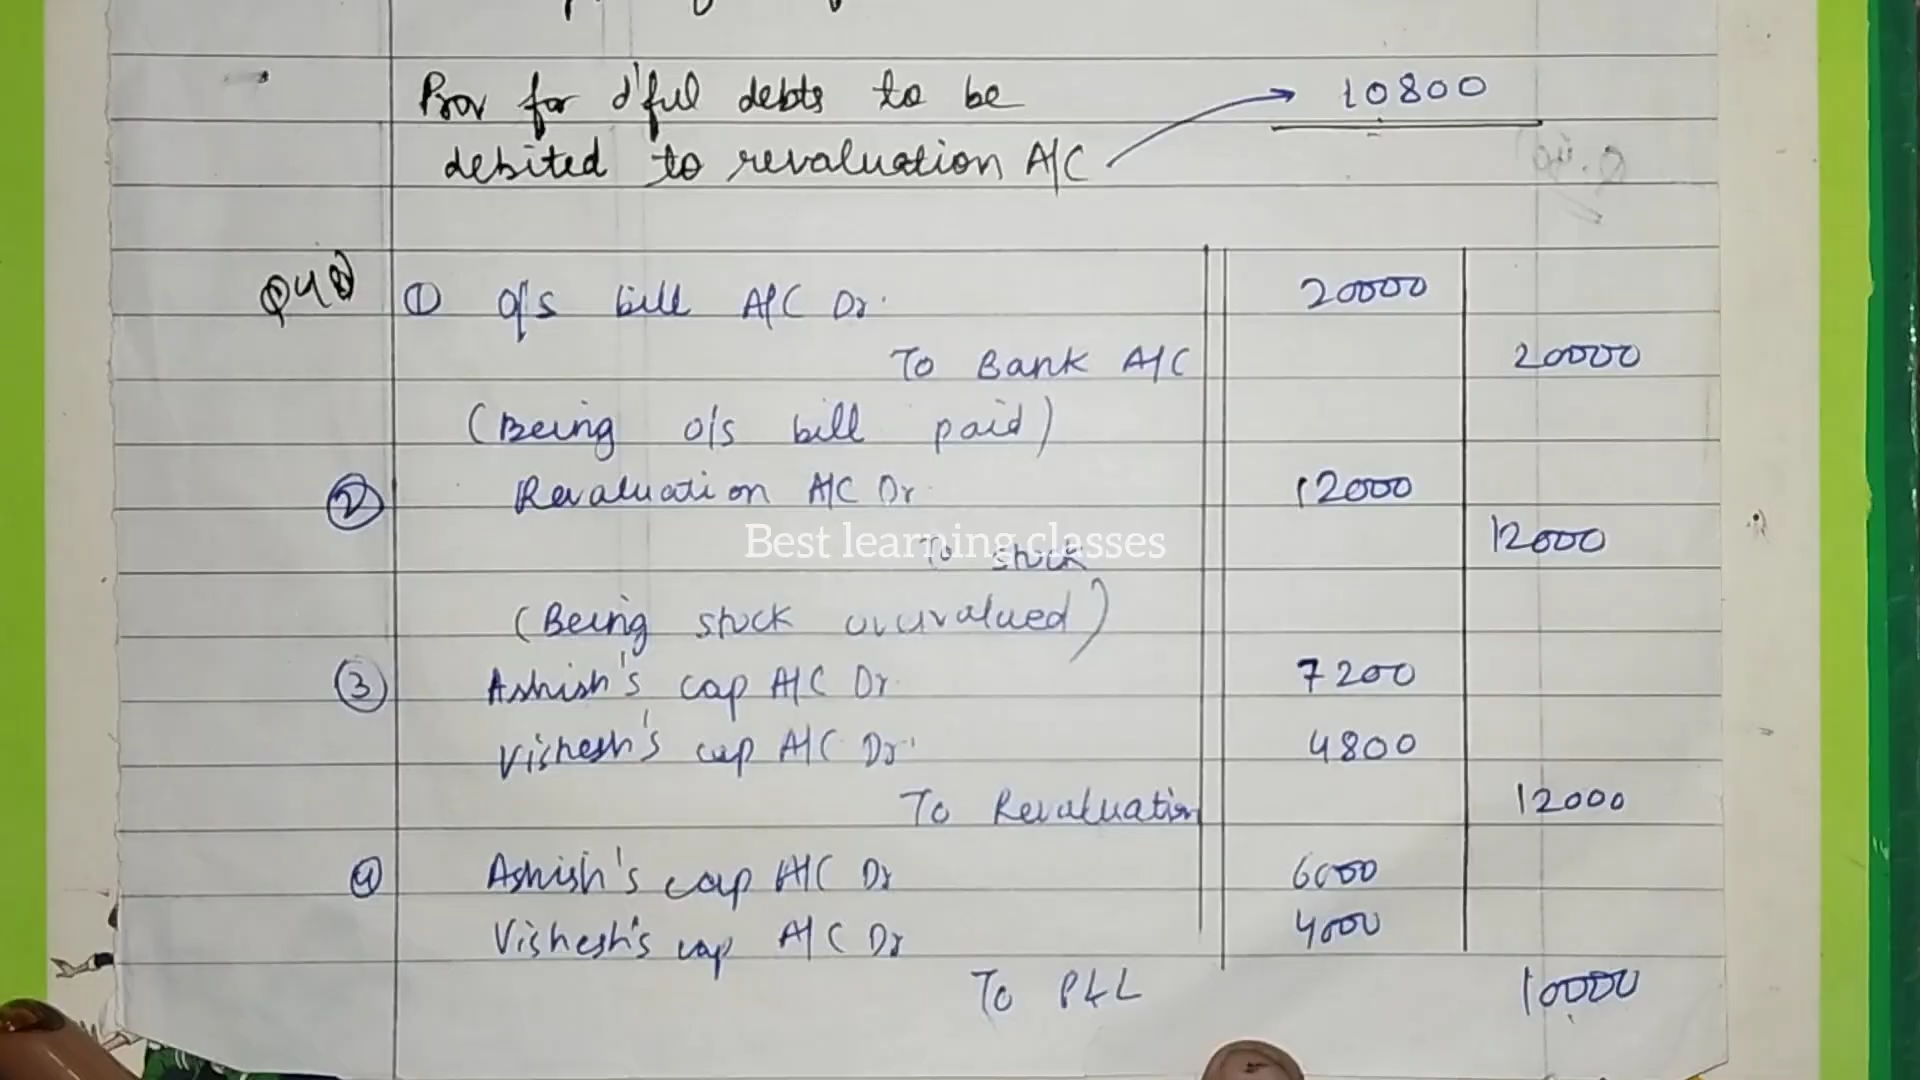 Prov for d'ful debts to be 10800
debited to revaluation A/C
Q48 ① o/s bill A/C Dr. 20000
To Bank A/C 20000
(Being o/s bill paid)
② Revaluation A/C Dr 12000
Best learning classes
To stock 12000
(Being stock)
③ Ashish's cap A/C Dr 7200
Vishesh's cap A/C Dr. 4800
To Revaluation 12000
④ Ashish's cap A/C Dr 6000
Vishesh's cap A/C Dr 4000
To P&L 10000